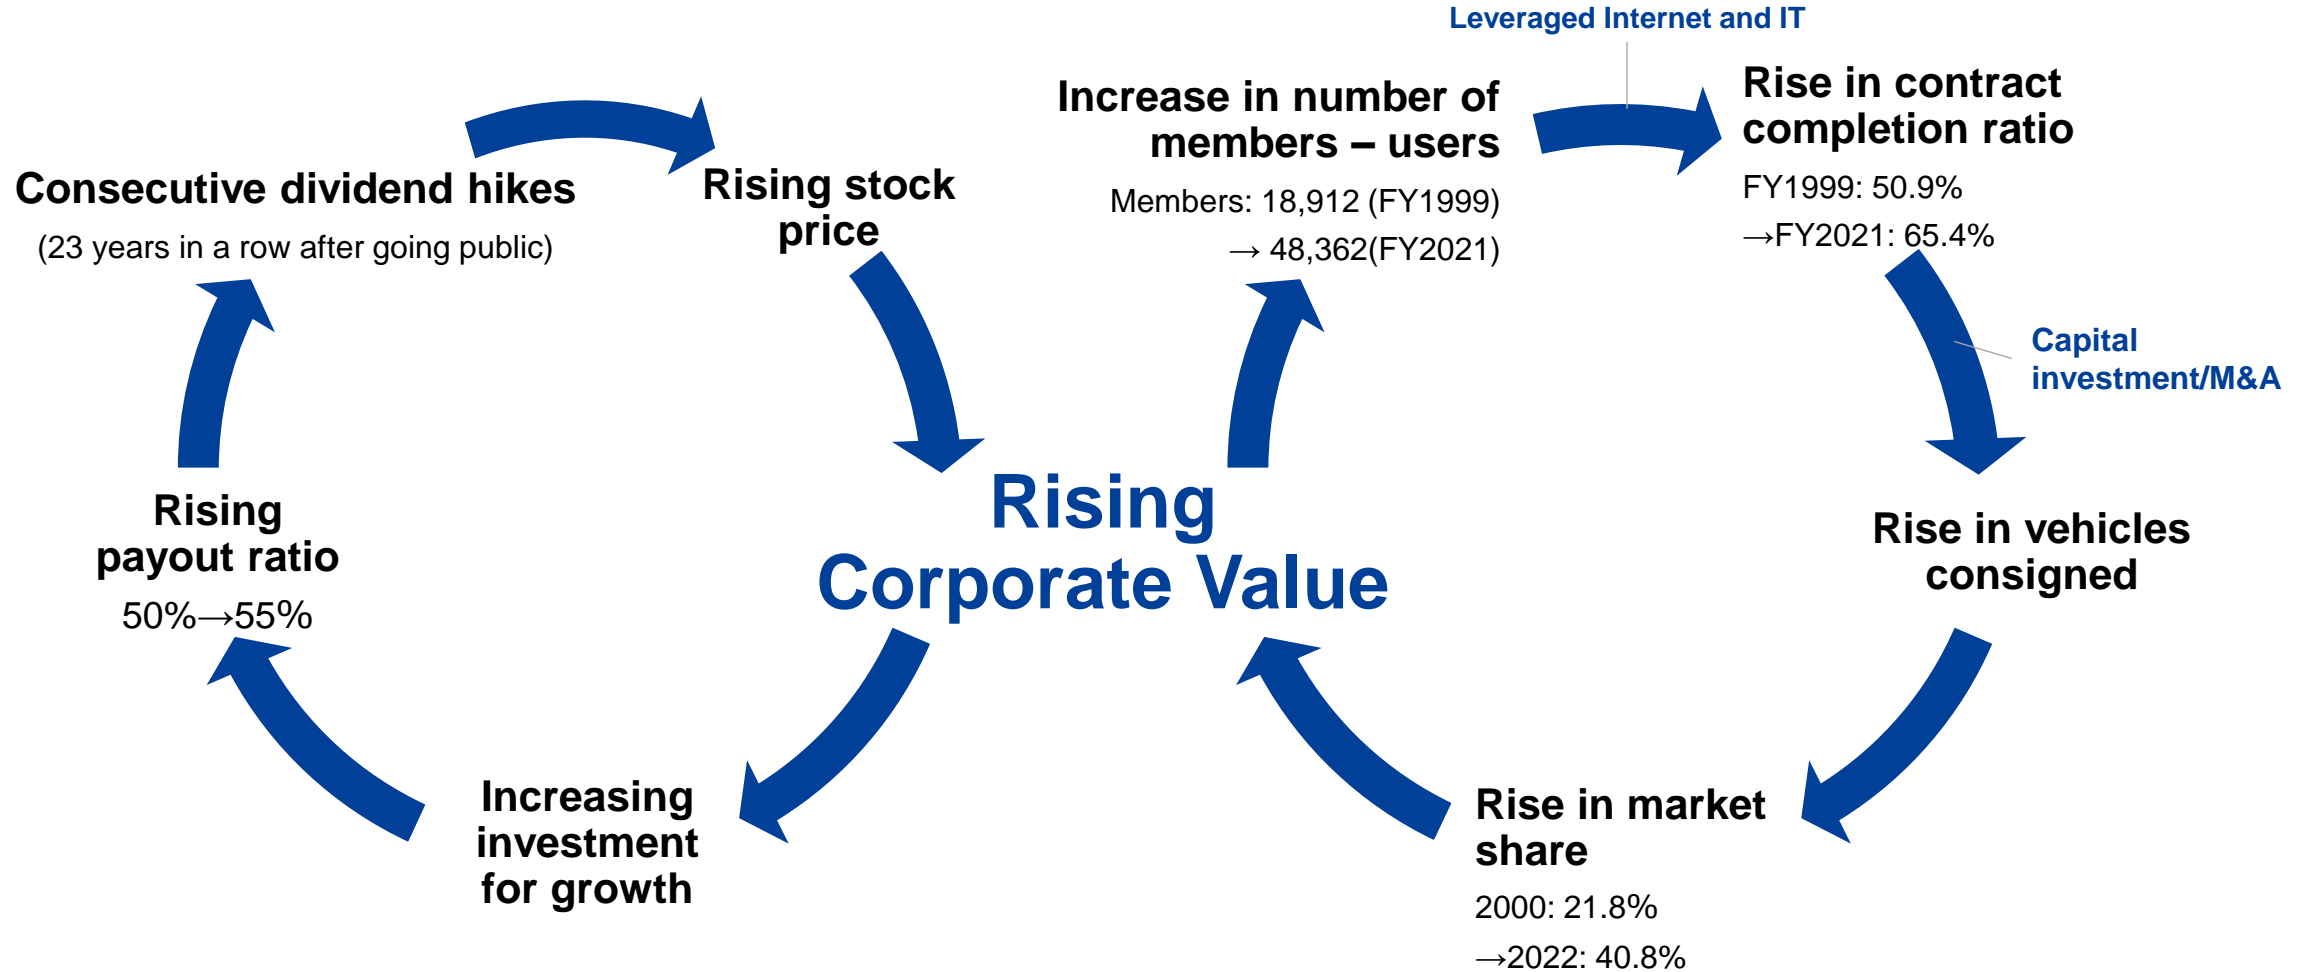 Leveraged Internet and IT
Increase in number of
members – users
Members: 18,912 (FY1999)
→ 48,362(FY2021)
Rise in contract
completion ratio
FY1999: 50.9%
→FY2021: 65.4%
Capital
investment/M&A
Rise in vehicles
consigned
Rise in market
share
2000: 21.8%
→2022: 40.8%
Rising
Corporate Value
Increasing
investment
for growth
Rising
payout ratio
50%→55%
Consecutive dividend hikes
(23 years in a row after going public)
Rising stock
price